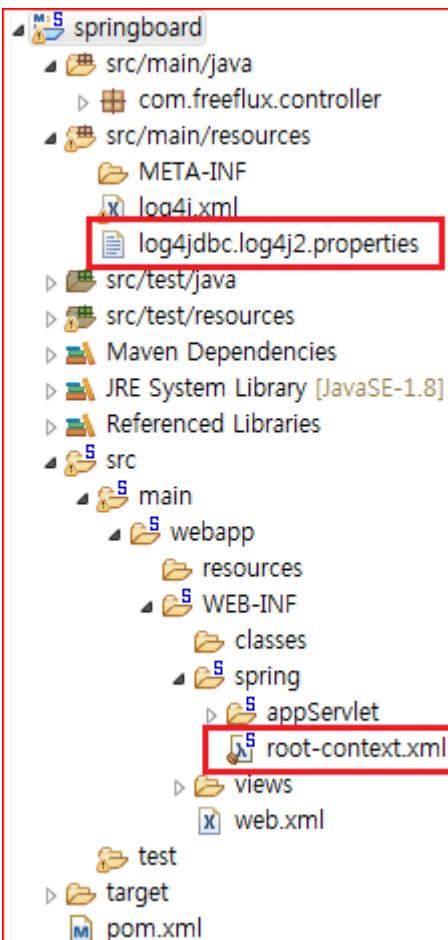 springboard
src/main/java
com.freeflux.controller
src/main/resources
META-INF
log4j.xml
log4jdbc.log4j2.properties
src/test/java
src/test/resources
Maven Dependencies
JRE System Library [JavaSE-1.8]
Referenced Libraries
src
main
webapp
resources
WEB-INF
classes
spring
appServlet
root-context.xml
views
web.xml
test
target
pom.xml